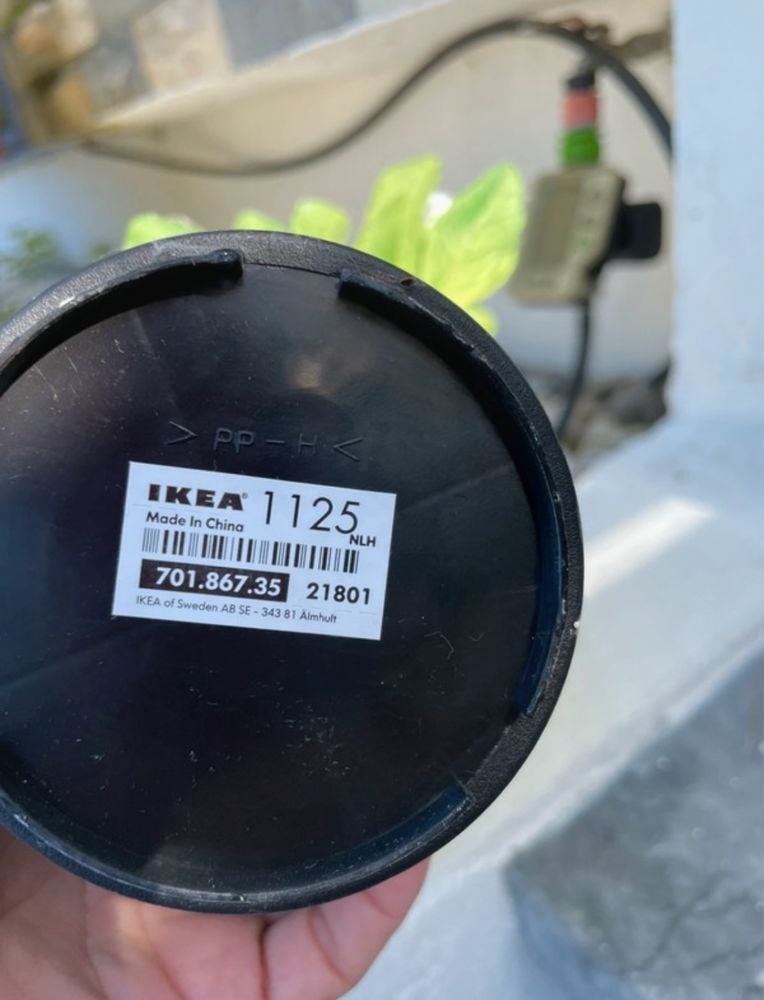 > PP-H <
IKEA® 1125
Made In China NLH
701.867.35 21801
IKEA of Sweden AB SE - 343 81 Älmhult